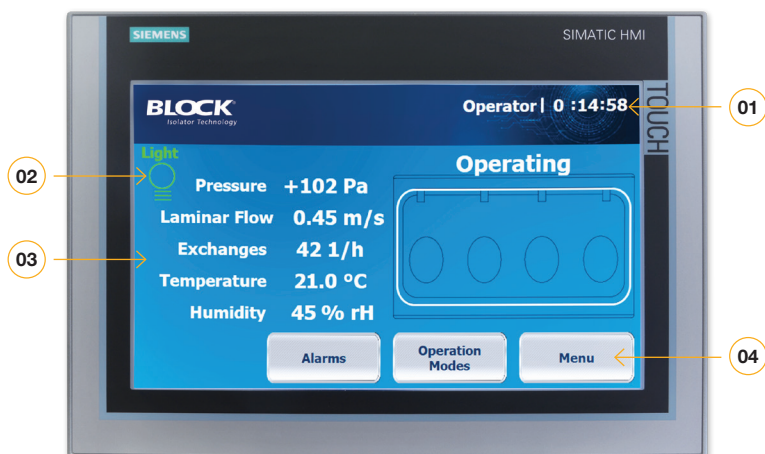 SIEMENS
SIMATIC HMI
TOUCH
BLOCK
Isolator Technology
Operator| 0 :14:58
01
Light
02
Operating
Pressure +102 Pa
Laminar Flow 0.45 m/s
03
Exchanges 42 1/h
Temperature 21.0 °C
Humidity 45 % rH
Alarms
Operation
Modes
Menu
04